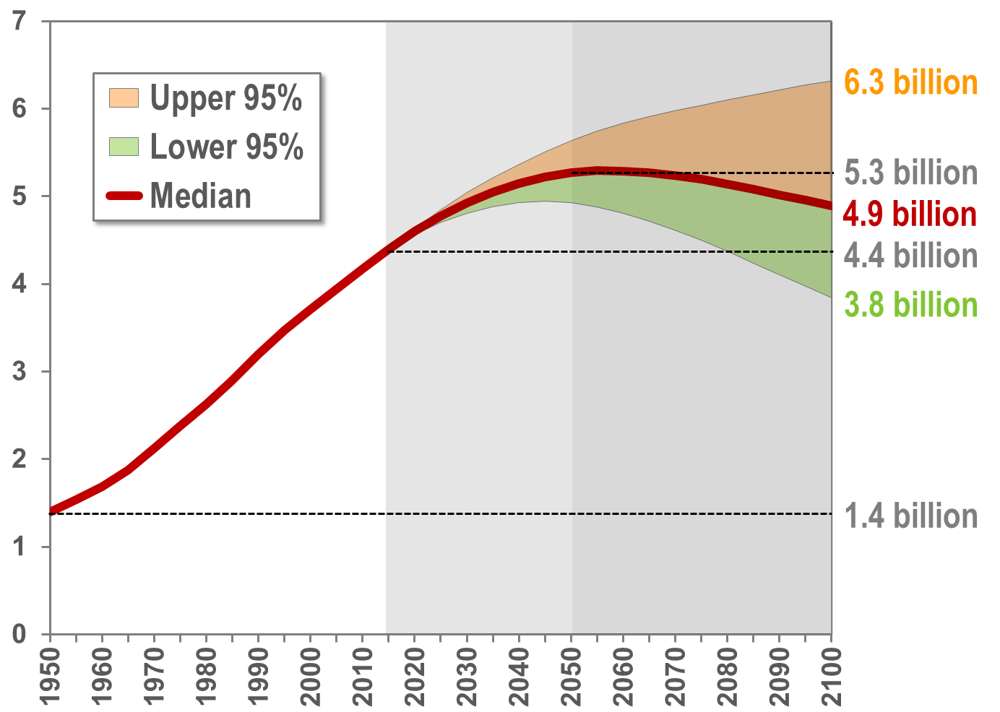 7
6
5
4
3
2
1
0
Upper 95%
Lower 95%
Median
6.3 billion
5.3 billion
4.9 billion
4.4 billion
3.8 billion
1.4 billion
1950
1960
1970
1980
1990
2000
2010
2020
2030
2040
2050
2060
2070
2080
2090
2100